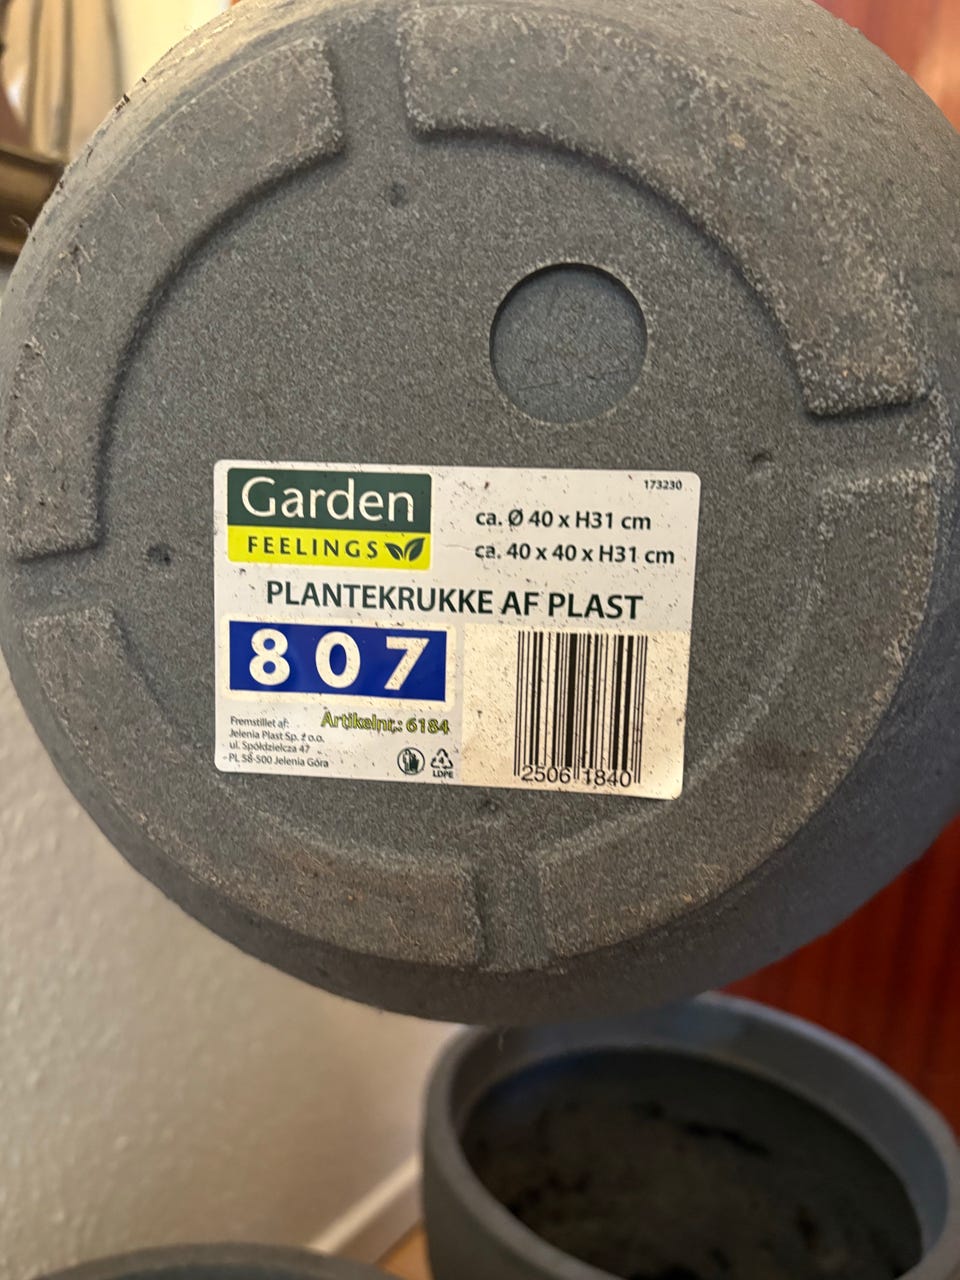 Garden
FEELINGS
173230
ca. Ø 40 x H31 cm
ca. 40 x 40 x H31 cm
PLANTEKRUKKE AF PLAST
807
Fremstillet af:
Jelenia Plast Sp. z o.o.
ul. Spółdzielcza 47
PL 58-500 Jelenia Góra
Artikelnr.: 6184
4
LDPE
2506 1840